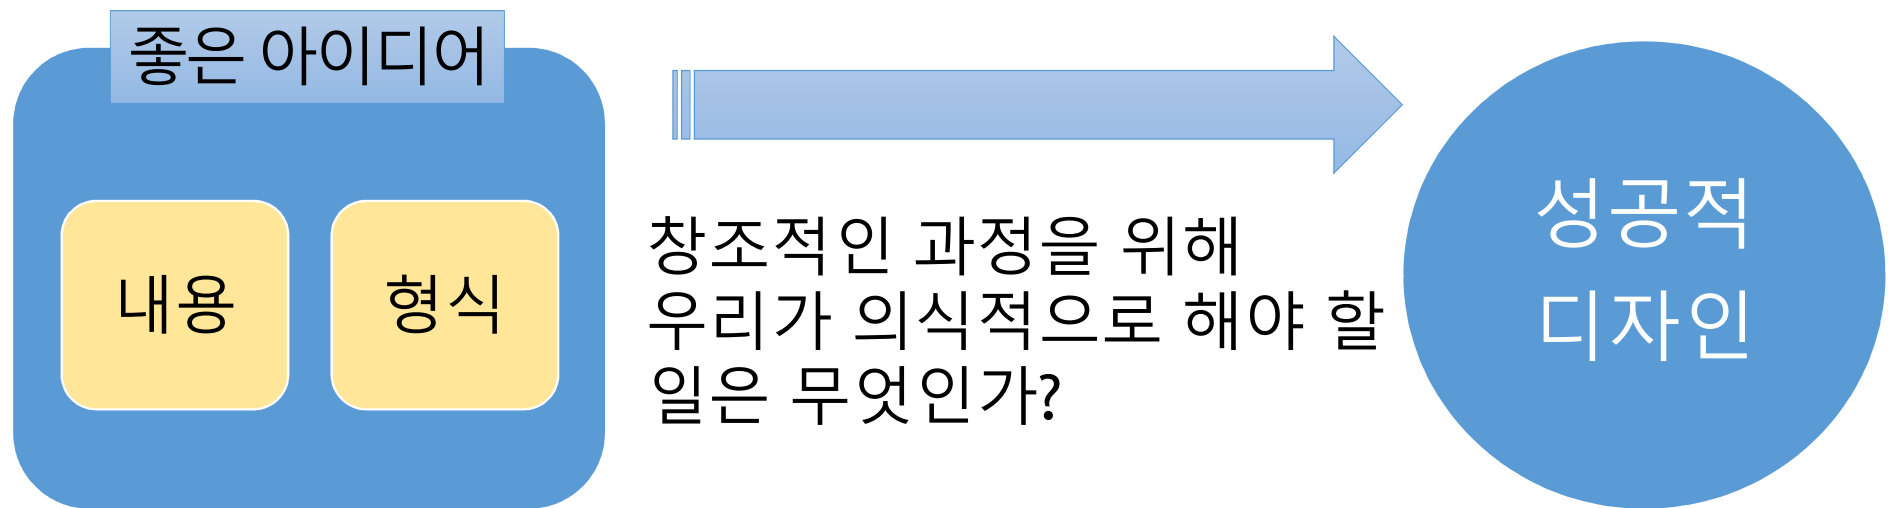 좋은 아이디어
내용
형식
창조적인 과정을 위해
우리가 의식적으로 해야 할
일은 무엇인가?
성공적
디자인